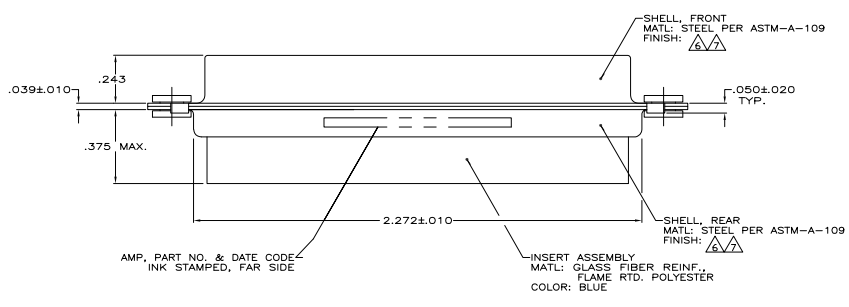 SHELL, FRONT
MATL: STEEL PER ASTM-A-109
FINISH: 6 7
.243
.039±.010
.050±.020
TYP.
.375 MAX.
2.272±.010
SHELL, REAR
MATL: STEEL PER ASTM-A-109
FINISH: 6 7
AMP, PART NO. & DATE CODE
INK STAMPED, FAR SIDE
INSERT ASSEMBLY
MATL: GLASS FIBER REINF.,
FLAME RTD. POLYESTER
COLOR: BLUE